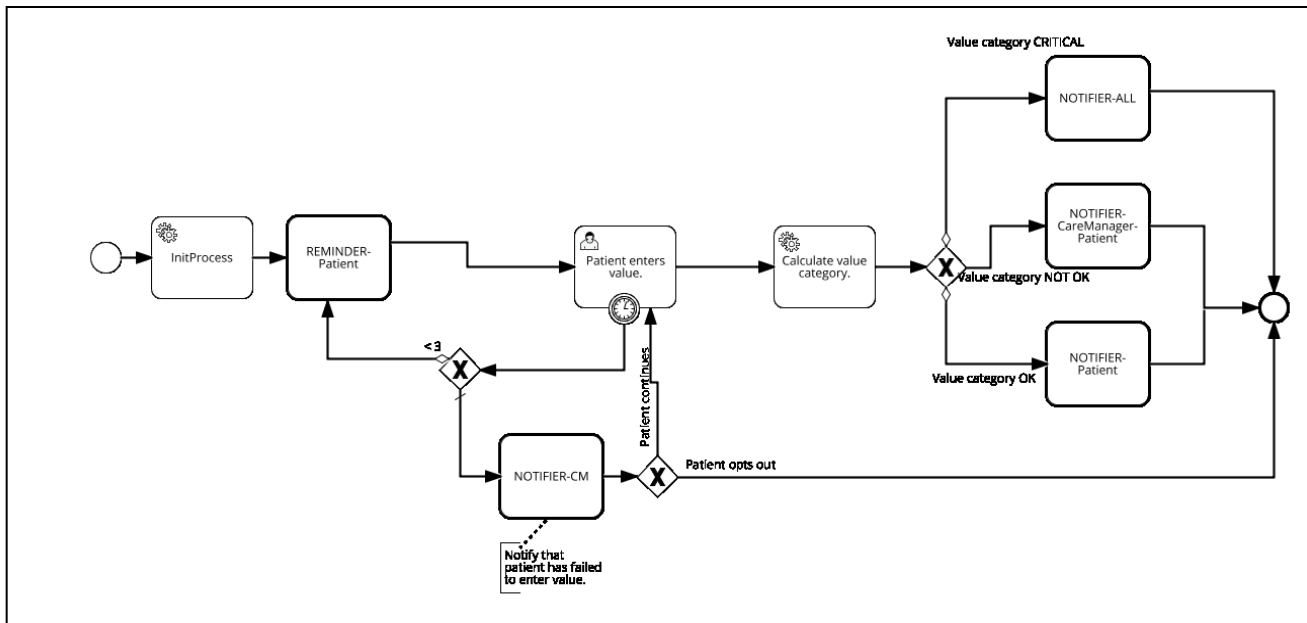 Value category CRITICAL
NOTIFIER-ALL
InitProcess
REMINDER-
Patient
Patient enters
value.
Calculate value
category.
X
NOTIFIER-
CareManager-
Patient
Value category NOT OK
< 3
X
Value category OK
NOTIFIER-
Patient
Patient continues
NOTIFIER-CM
X
Patient opts out
Notify that
patient has failed
to enter value.